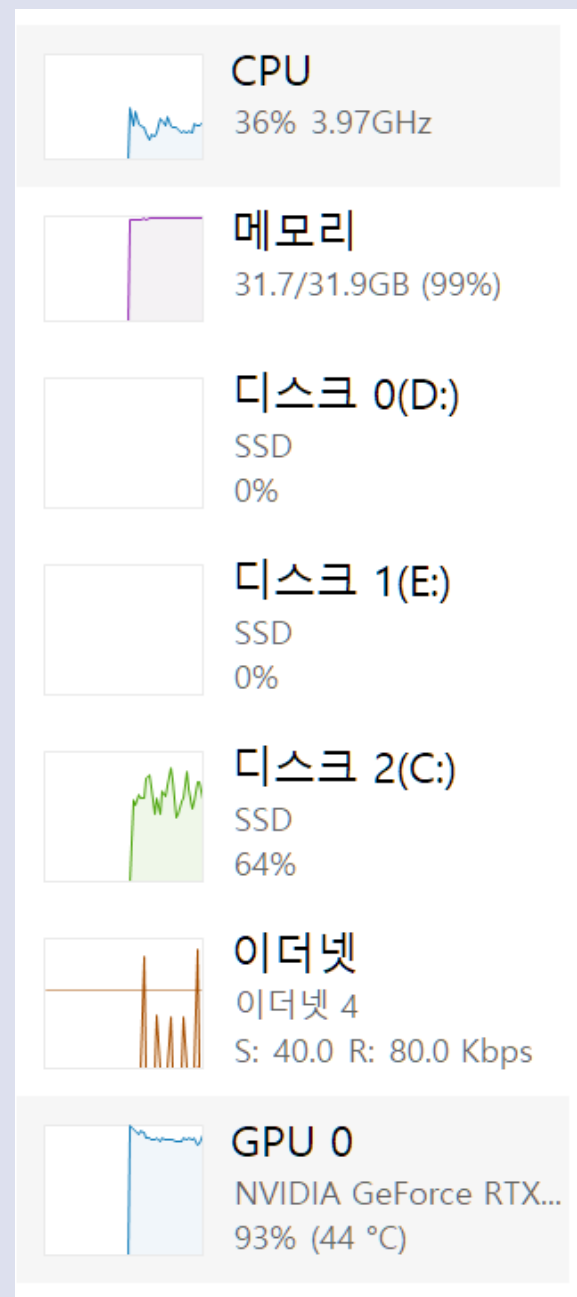 CPU
36% 3.97GHz
메모리
31.7/31.9GB (99%)
디스크 0(D:)
SSD
0%
디스크 1(E:)
SSD
0%
디스크 2(C:)
SSD
64%
이더넷
이더넷 4
S: 40.0 R: 80.0 Kbps
GPU 0
NVIDIA GeForce RTX...
93% (44 °C)